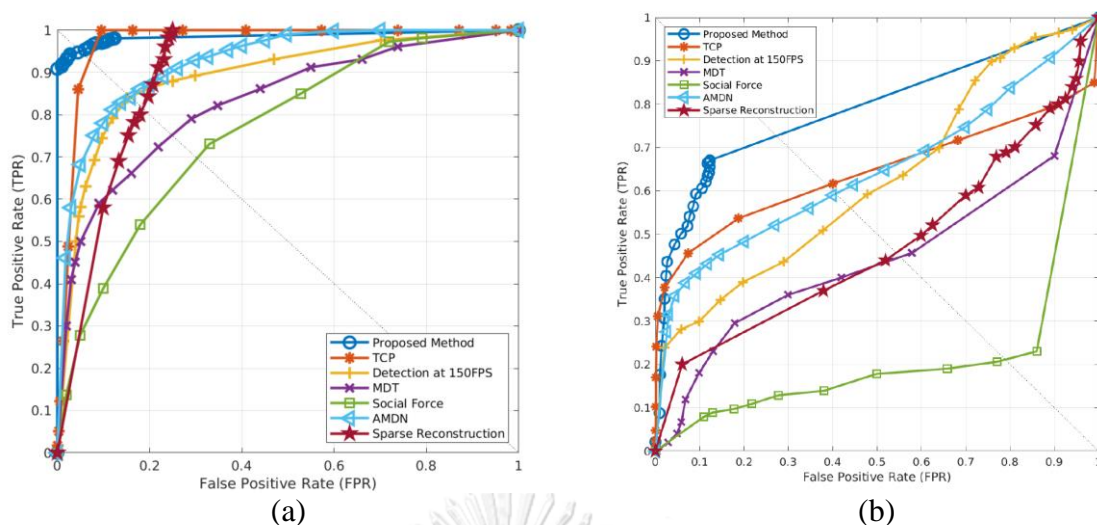 1
0.9
0.8
0.7
0.6
0.5
0.4
0.3
0.2
0.1
0
True Positive Rate (TPR)
Proposed Method
TCP
Detection at 150FPS
MDT
Social Force
AMDN
Sparse Reconstruction
0 0.2 0.4 0.6 0.8 1
False Positive Rate (FPR)
(a)
1
0.9
0.8
0.7
0.6
0.5
0.4
0.3
0.2
0.1
0
True Positive Rate (TPR)
Proposed Method
TCP
Detection at 150FPS
MDT
Social Force
AMDN
Sparse Reconstruction
0 0.1 0.2 0.3 0.4 0.5 0.6 0.7 0.8 0.9 1
False Positive Rate (FPR)
(b)